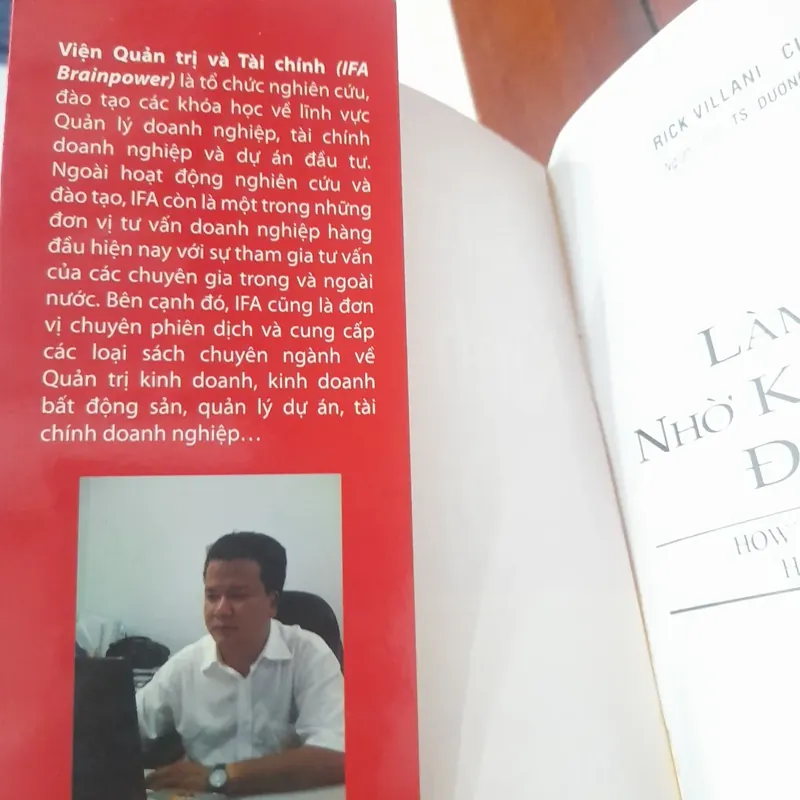 Viện Quản trị và Tài chính (IFA
Brainpower) là tổ chức nghiên cứu,
đào tạo các khóa học về lĩnh vực
Quản lý doanh nghiệp, tài chính
doanh nghiệp và dự án đầu tư.
Ngoài hoạt động nghiên cứu và
đào tạo, IFA còn là một trong những
đơn vị tư vấn doanh nghiệp hàng
đầu hiện nay với sự tham gia tư vấn
của các chuyên gia trong và ngoài
nước. Bên cạnh đó, IFA cũng là đơn
vị chuyên phiên dịch và cung cấp
các loại sách chuyên ngành về
Quản trị kinh doanh, kinh doanh
bất động sản, quản lý dự án, tài
chính doanh nghiệp...
RICK VILLANI
TS DUONG
LÀM
NHỜ
HOW